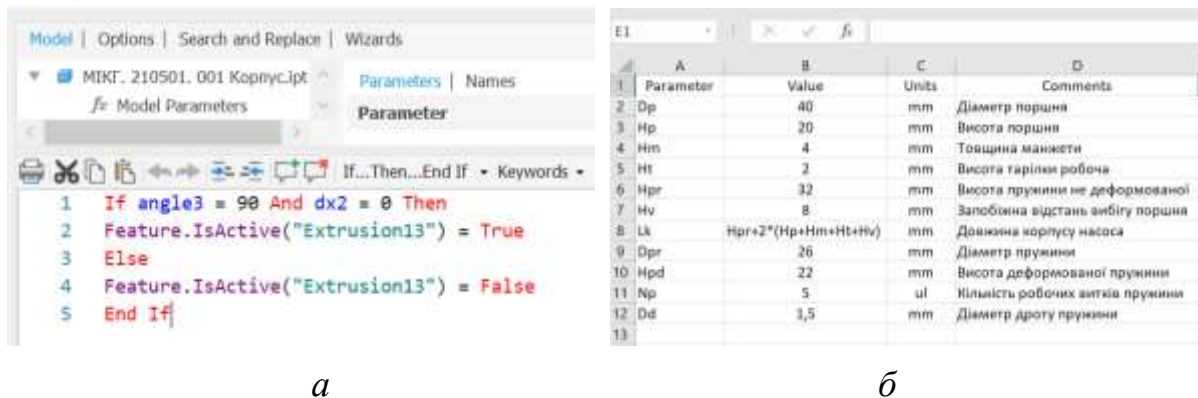 Model | Options | Search and Replace | Wizards
МІКГ. 210501. 001 Корпус.ipt
fx Model Parameters
Parameters | Names
Parameter
If...Then...End If Keywords
1 If angle3 = 90 And dx2 = 0 Then
2 Feature.IsActive("Extrusion13") = True
3 Else
4 Feature.IsActive("Extrusion13") = False
5 End If
а
E1 fx
A B C D
1 Parameter Value Units Comments
2 Dp 40 mm Діаметр поршня
3 Hp 20 mm Висота поршня
4 Hm 4 mm Товщина манжети
5 Ht 2 mm Висота тарілки робоча
6 Hpr 32 mm Висота пружини не деформованої
7 Hv 8 mm Запобіжна відстань вибігу поршня
8 Lk Hpr+2*(Hp+Hm+Ht+Hv) mm Довжина корпусу насоса
9 Dpr 26 mm Діаметр пружини
10 Hpd 22 mm Висота деформованої пружини
11 Np 5 ul Кількість робочих витків пружини
12 Dd 1,5 mm Діаметр дроту пружини
13
б